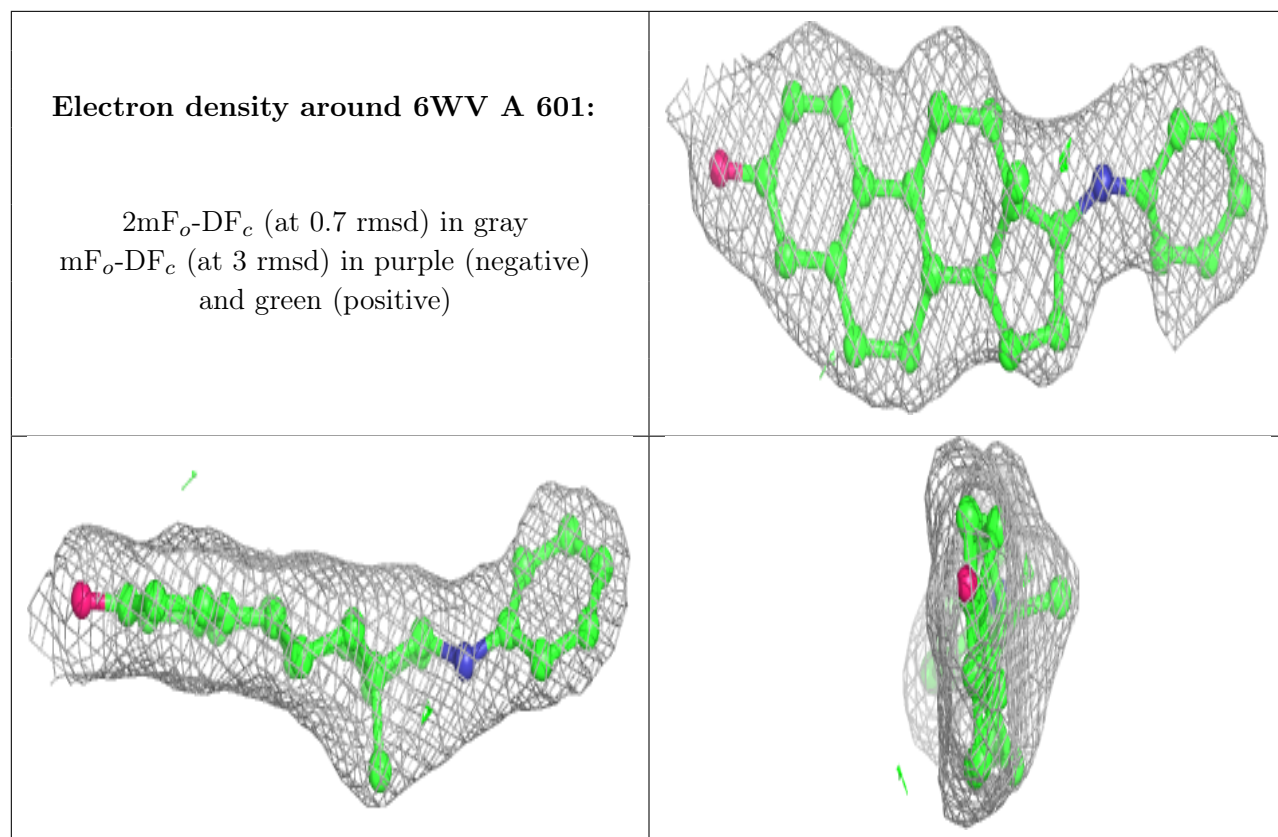 Electron density around 6WV A 601:
2mFₒ-DF𝒸 (at 0.7 rmsd) in gray
mFₒ-DF𝒸 (at 3 rmsd) in purple (negative)
and green (positive)